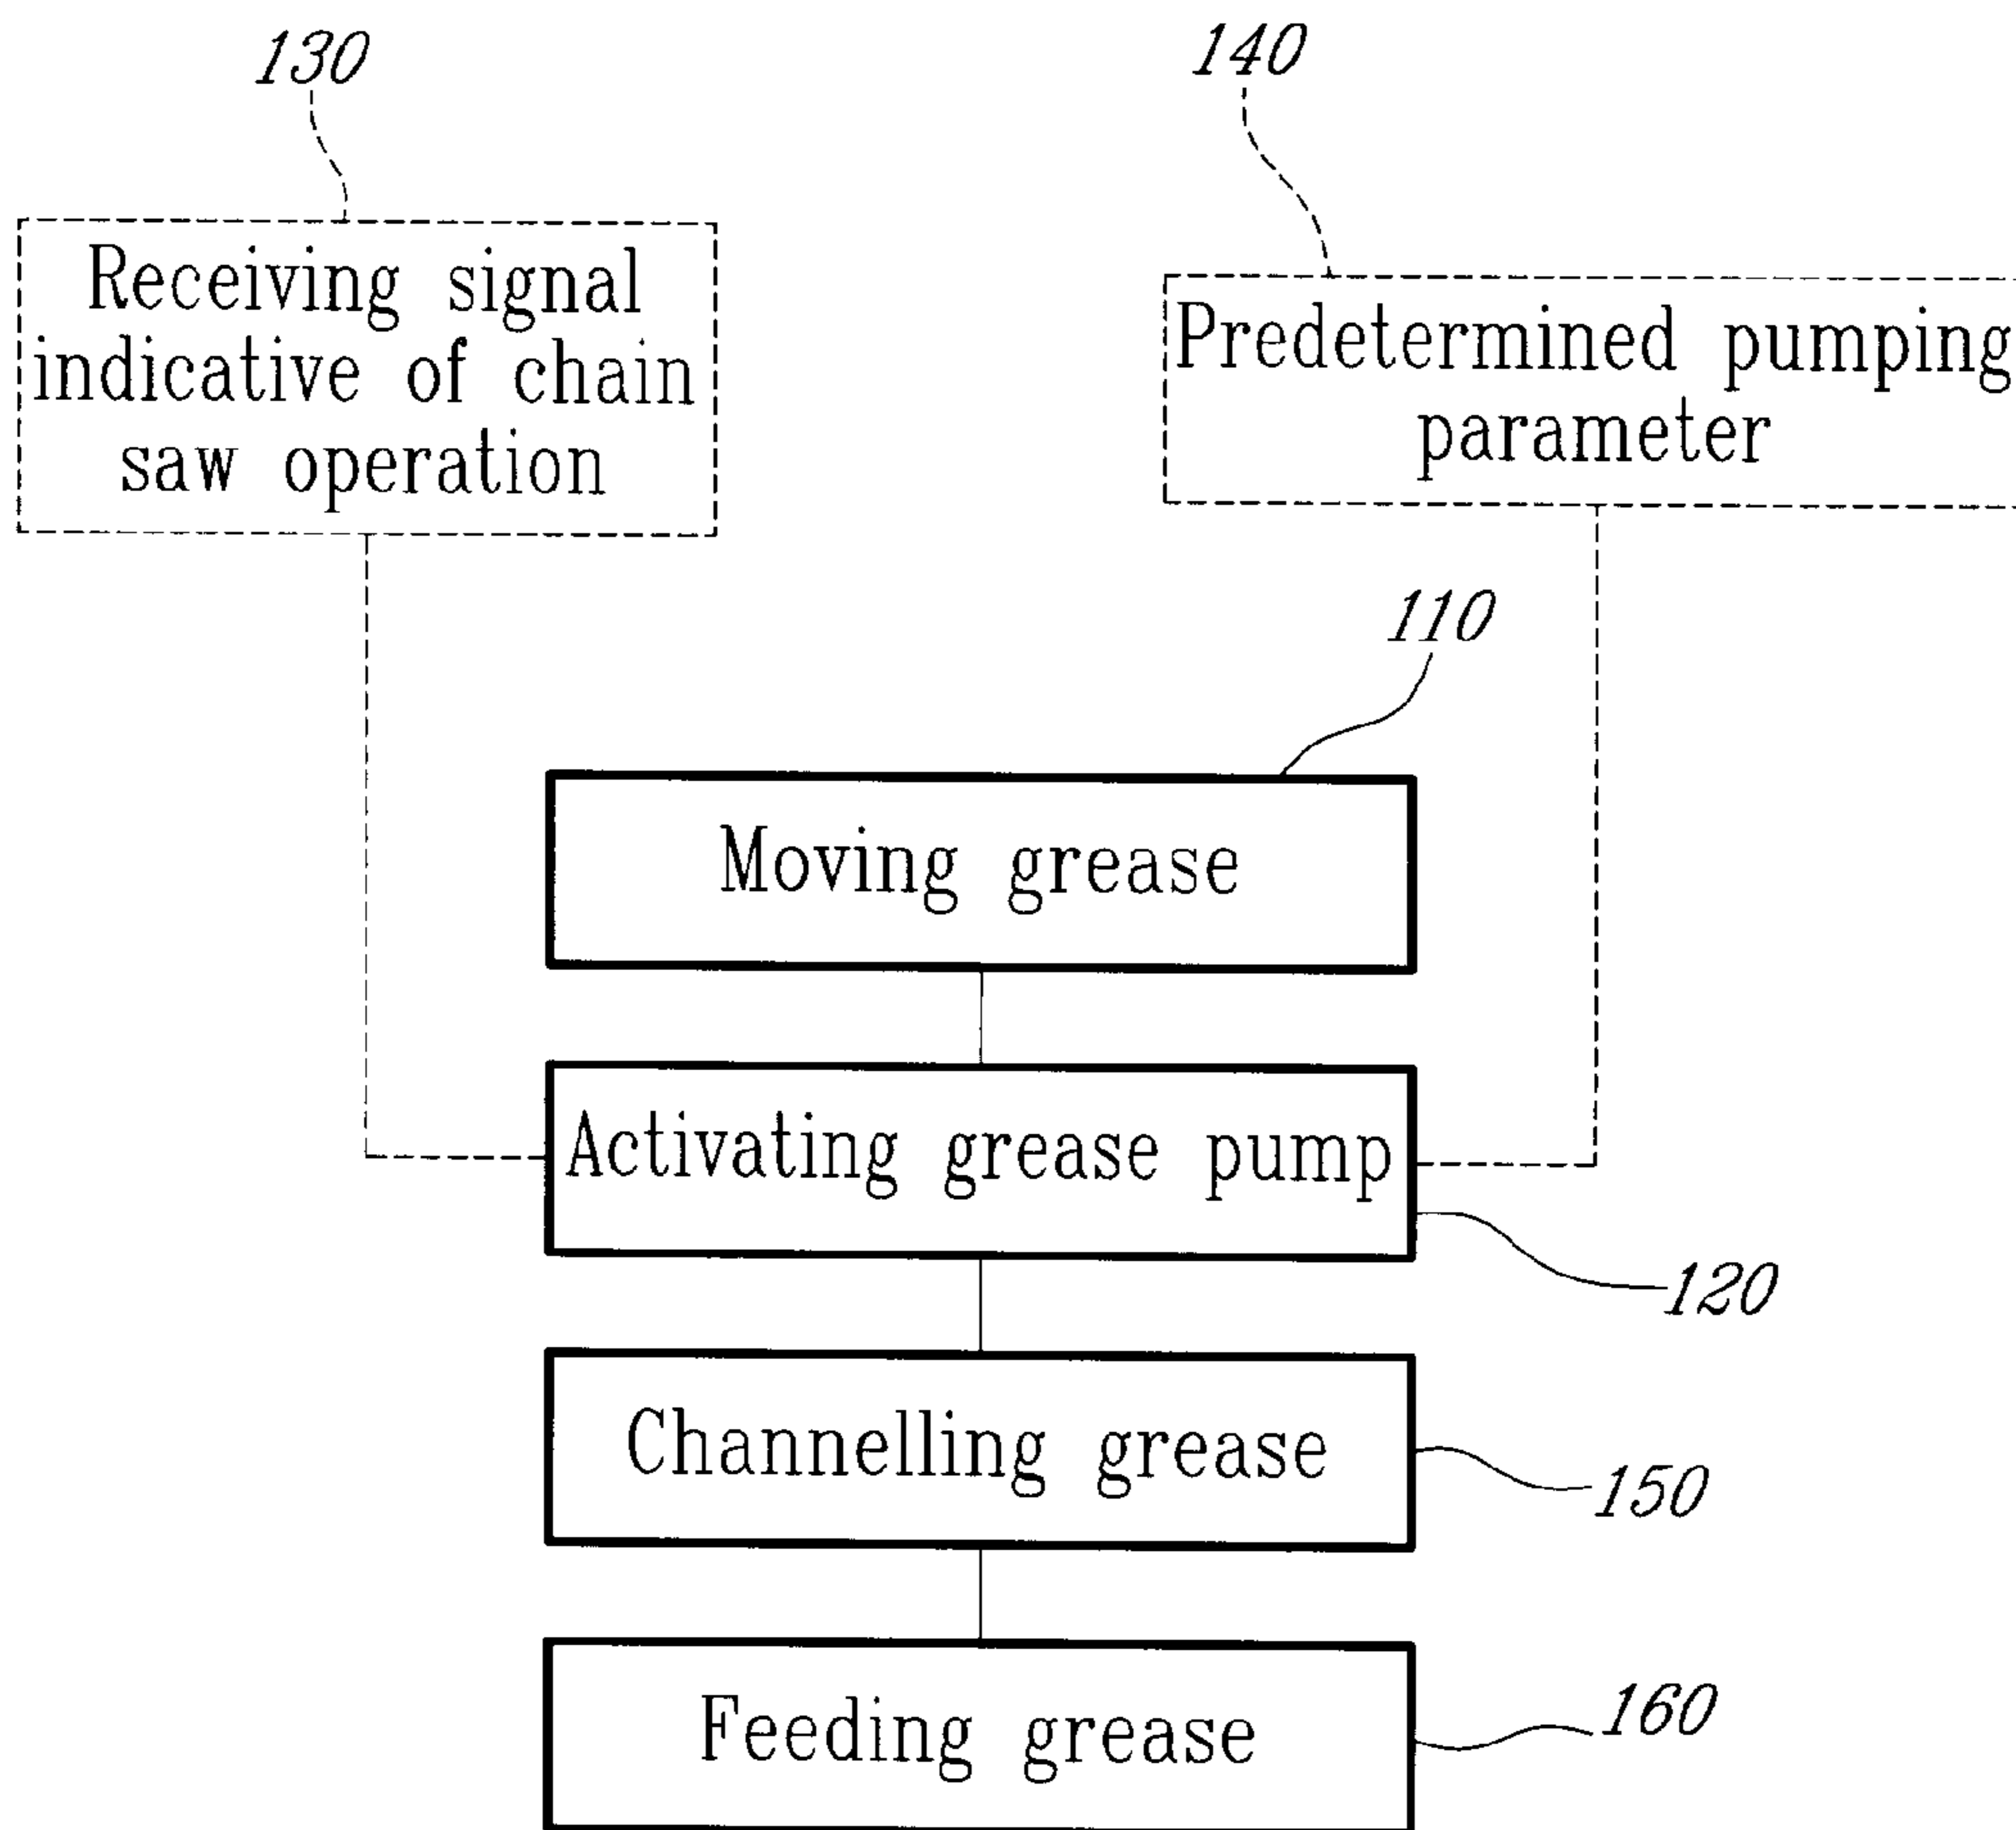 130
140
Receiving signal
indicative of chain
saw operation
Predetermined pumping
parameter
110
Moving grease
Activating grease pump
120
Channelling grease
150
Feeding grease
160